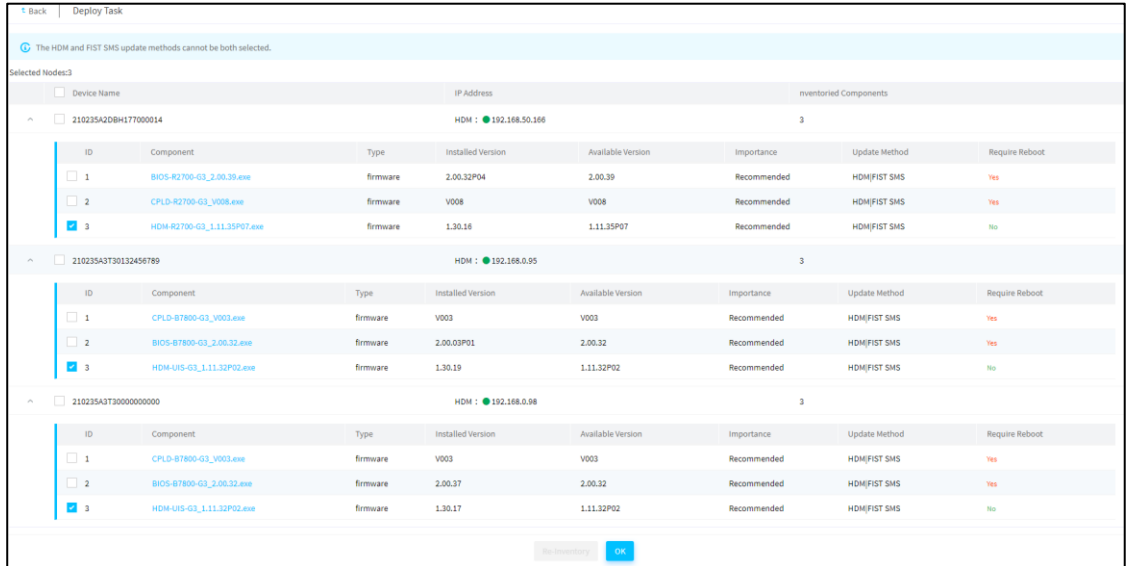 Back Deploy Task
The HDM and FIST SMS update methods cannot be both selected.
Selected Nodes:3
Device Name IP Address nventoried Components
210235A2DBH177000014 HDM : 192.168.50.166 3
ID Component Type Installed Version Available Version Importance Update Method Require Reboot
1 BIOS-R2700-G3_2.00.39.exe firmware 2.00.32P04 2.00.39 Recommended HDM|FIST SMS Yes
2 CPLD-R2700-G3_V008.exe firmware V008 V008 Recommended HDM|FIST SMS Yes
3 HDM-R2700-G3_1.11.35P07.exe firmware 1.30.16 1.11.35P07 Recommended HDM|FIST SMS No
210235A3T30132456789 HDM : 192.168.0.95 3
ID Component Type Installed Version Available Version Importance Update Method Require Reboot
1 CPLD-B7800-G3_V003.exe firmware V003 V003 Recommended HDM|FIST SMS Yes
2 BIOS-B7800-G3_2.00.32.exe firmware 2.00.03P01 2.00.32 Recommended HDM|FIST SMS Yes
3 HDM-UIS-G3_1.11.32P02.exe firmware 1.30.19 1.11.32P02 Recommended HDM|FIST SMS No
210235A3T30000000000 HDM : 192.168.0.98 3
ID Component Type Installed Version Available Version Importance Update Method Require Reboot
1 CPLD-B7800-G3_V003.exe firmware V003 V003 Recommended HDM|FIST SMS Yes
2 BIOS-B7800-G3_2.00.32.exe firmware 2.00.37 2.00.32 Recommended HDM|FIST SMS Yes
3 HDM-UIS-G3_1.11.32P02.exe firmware 1.30.17 1.11.32P02 Recommended HDM|FIST SMS No
Re-Inventory OK